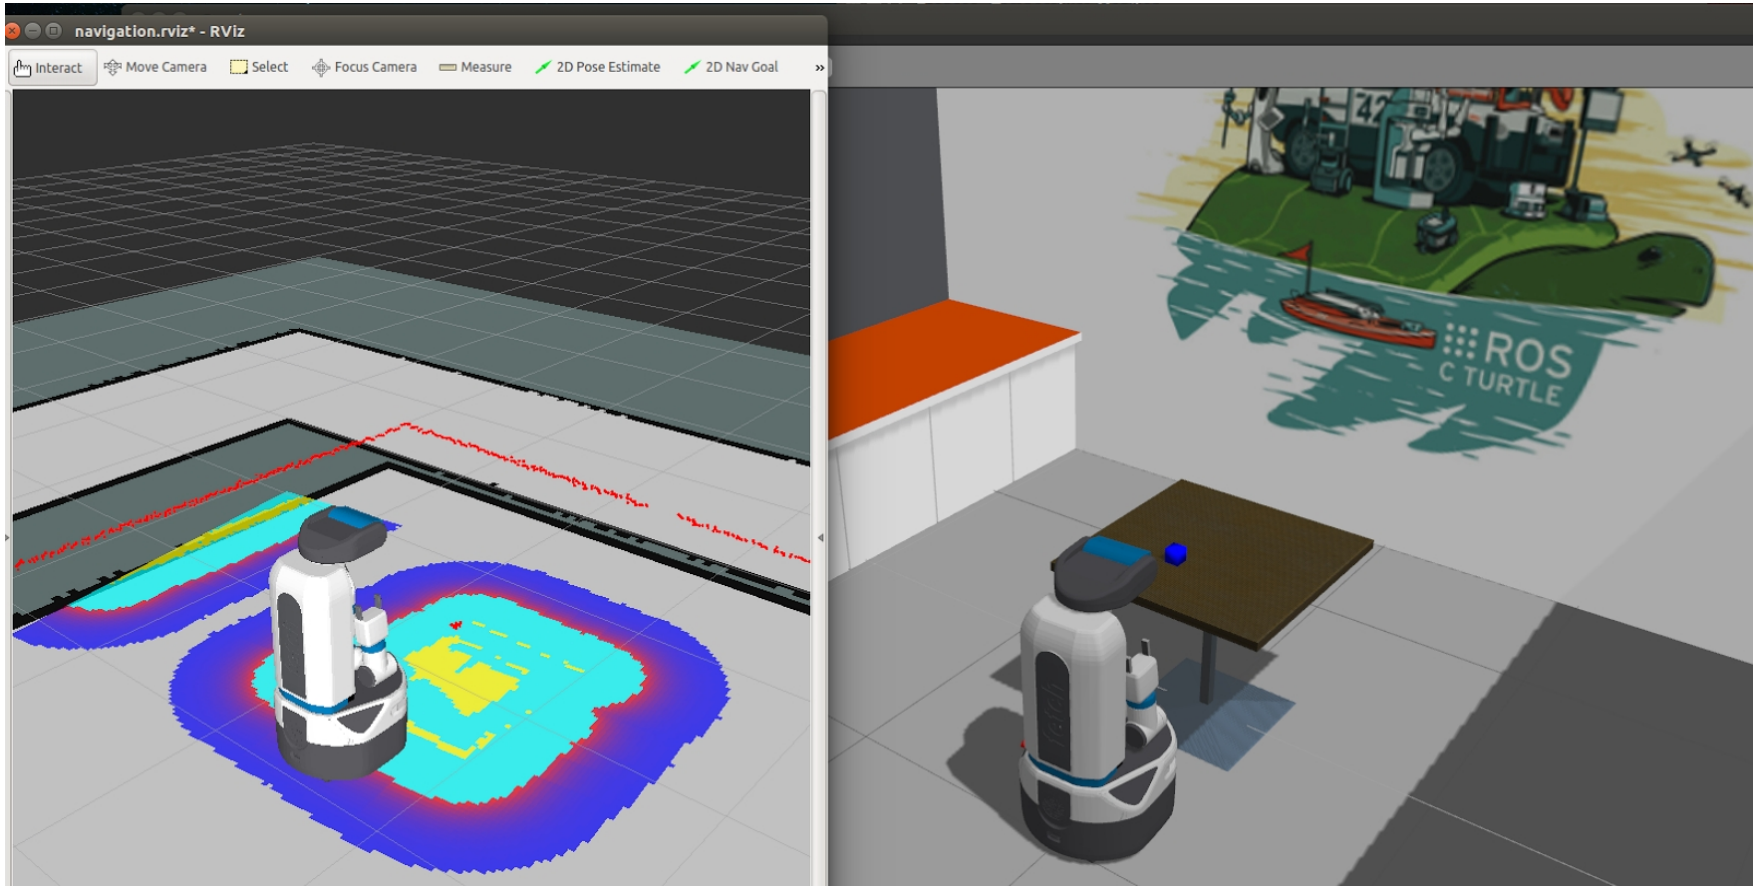 navigation.rviz* - RViz
Interact
Move Camera
Select
Focus Camera
Measure
2D Pose Estimate
2D Nav Goal
»
42
ROS
C TURTLE
fetch